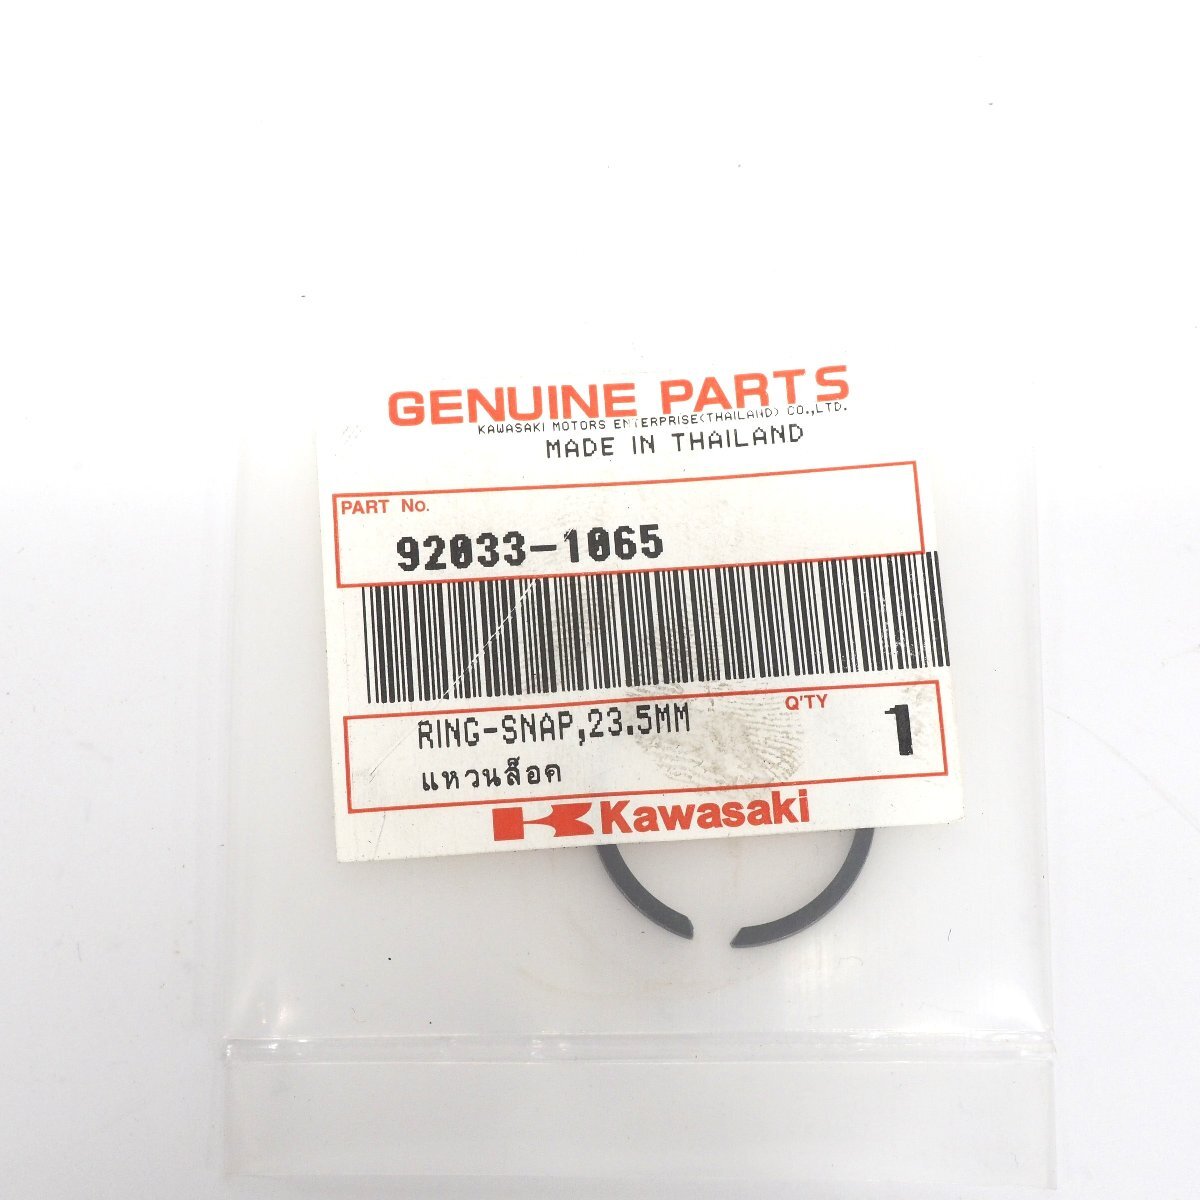 GENUINE PARTS
KAWASAKI MOTORS ENTERPRISE(THAILAND) CO.,LTD.
MADE IN THAILAND
PART No.
92033-1065
RING-SNAP,23.5MM
Q'TY
1
แหวนล็อค
Kawasaki